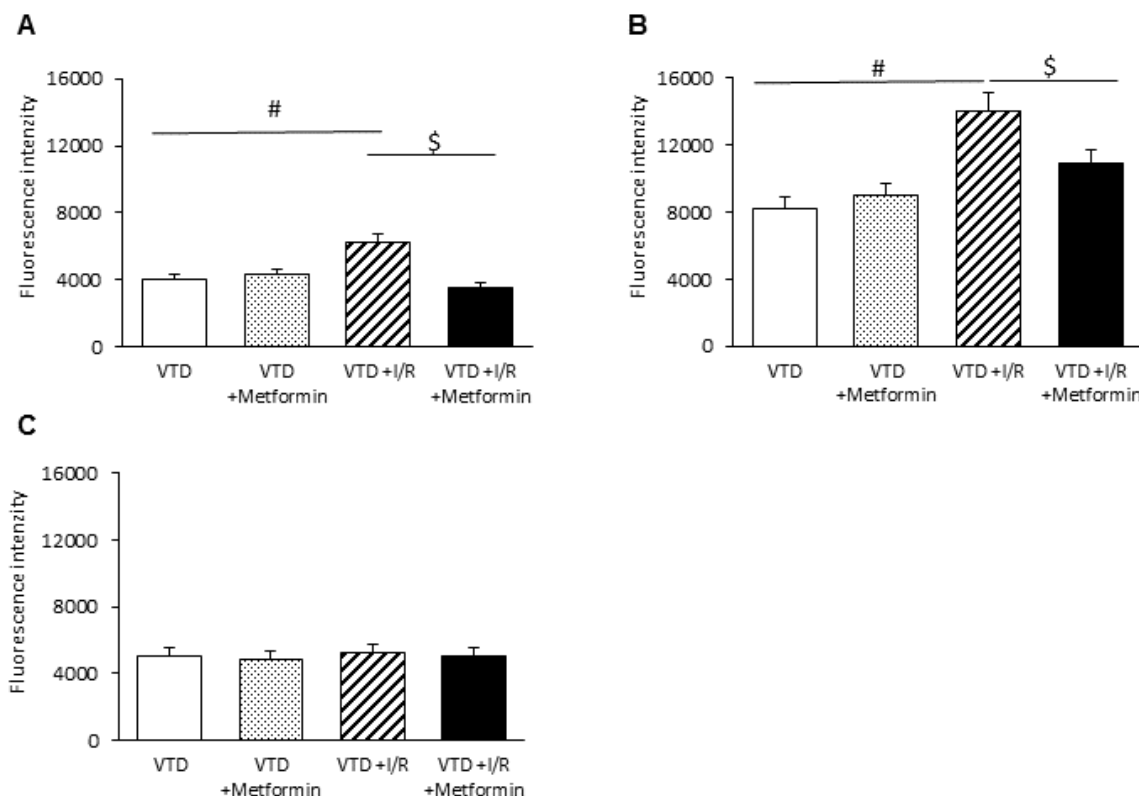 A
16000
12000
8000
4000
0
Fluorescence intenzity
#
$
VTD
VTD
+Metformin
VTD +I/R
VTD +I/R
+Metformin
B
16000
12000
8000
4000
0
Fluorescence intenzity
#
$
VTD
VTD
+Metformin
VTD +I/R
VTD +I/R
+Metformin
C
16000
12000
8000
4000
0
Fluorescence intenzity
VTD
VTD
+Metformin
VTD +I/R
VTD +I/R
+Metformin